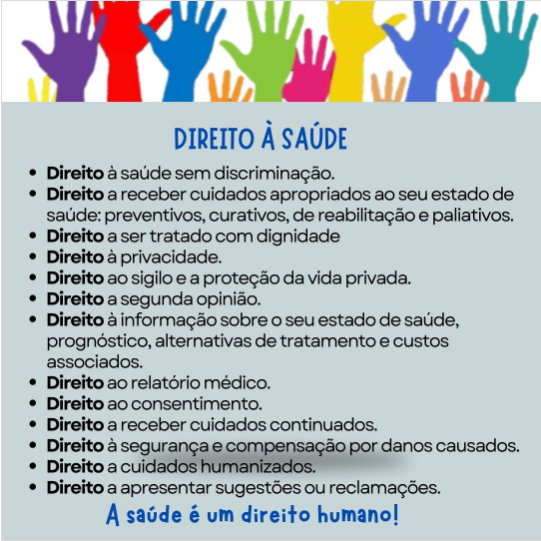 DIREITO À SAÚDE
• Direito à saúde sem discriminação.
• Direito a receber cuidados apropriados ao seu estado de
saúde: preventivos, curativos, de reabilitação e paliativos.
• Direito a ser tratado com dignidade
• Direito à privacidade.
• Direito ao sigilo e a proteção da vida privada.
• Direito a segunda opinião.
• Direito à informação sobre o seu estado de saúde,
prognóstico, alternativas de tratamento e custos
associados.
• Direito ao relatório médico.
• Direito ao consentimento.
• Direito a receber cuidados continuados.
• Direito à segurança e compensação por danos causados.
• Direito a cuidados humanizados.
• Direito a apresentar sugestões ou reclamações.
A saúde é um direito humano!